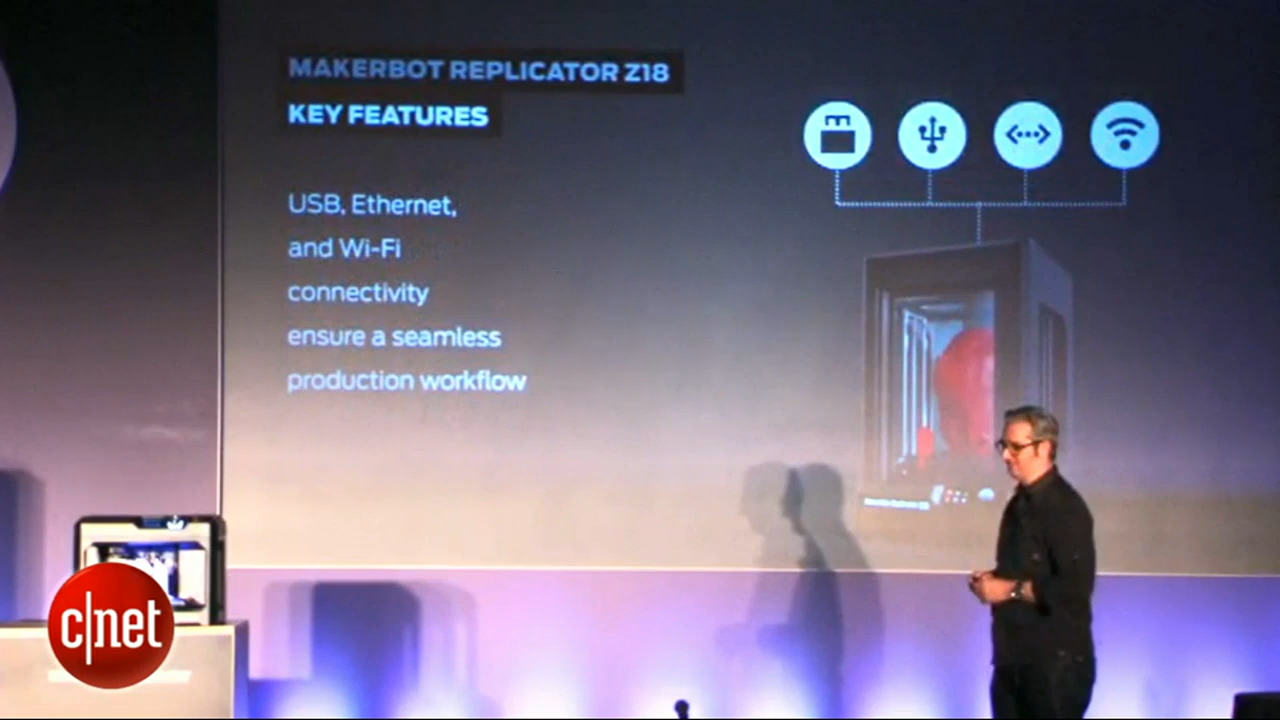 MAKERBOT REPLICATOR Z18
KEY FEATURES
USB, Ethernet,
and Wi-Fi
connectivity
ensure a seamless
production workflow
c|net